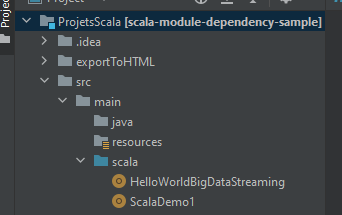 Project
ProjetsScala [scala-module-dependency-sample]
.idea
exportToHTML
src
main
java
resources
scala
HelloWorldBigDataStreaming
ScalaDemo1